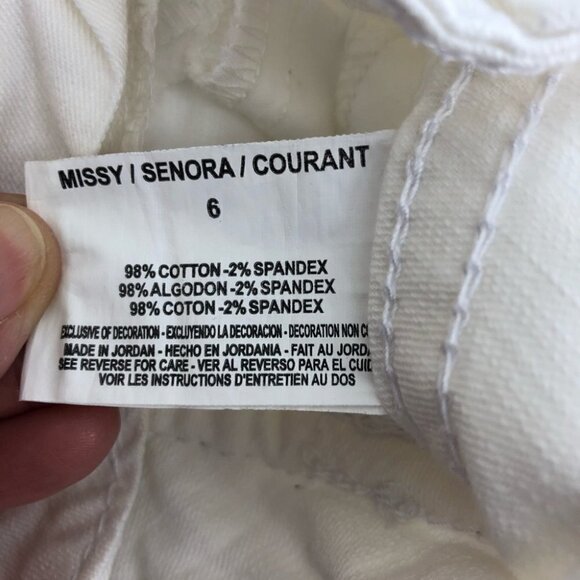 MISSY / SENORA / COURANT
6
98% COTTON -2% SPANDEX
98% ALGODON -2% SPANDEX
98% COTON -2% SPANDEX
EXCLUSIVE OF DECORATION - EXCLUYENDO LA DECORACION - DECORATION NON
MADE IN JORDAN - HECHO EN JORDANIA - FAIT AU
SEE REVERSE FOR CARE - VER AL REVERSO PARA EL
VOIR LES INSTRUCTIONS D'ENTRETIEN AU DOS